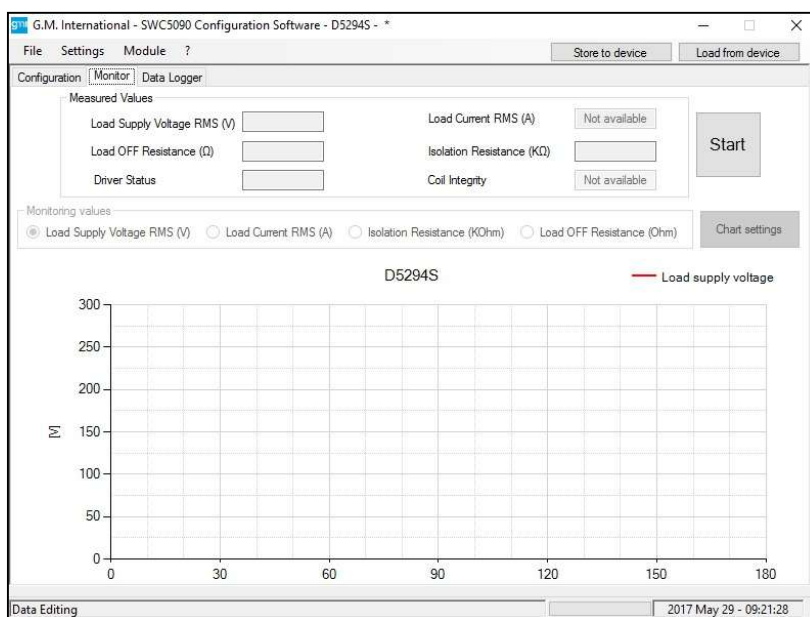 gmi G.M. International - SWC5090 Configuration Software - D5294S - *
File Settings Module ? Store to device Load from device
Configuration Monitor Data Logger
Measured Values
Load Supply Voltage RMS (V) Load Current RMS (A) Not available
Load OFF Resistance (Ω) Isolation Resistance (KΩ)
Driver Status Coil Integrity Not available
Start
Monitoring values
Load Supply Voltage RMS (V) Load Current RMS (A) Isolation Resistance (KOhm) Load OFF Resistance (Ohm) Chart settings
D5294S Load supply voltage
300
250
200
[V] 150
100
50
0
0 30 60 90 120 150 180
Data Editing 2017 May 29 - 09:21:28